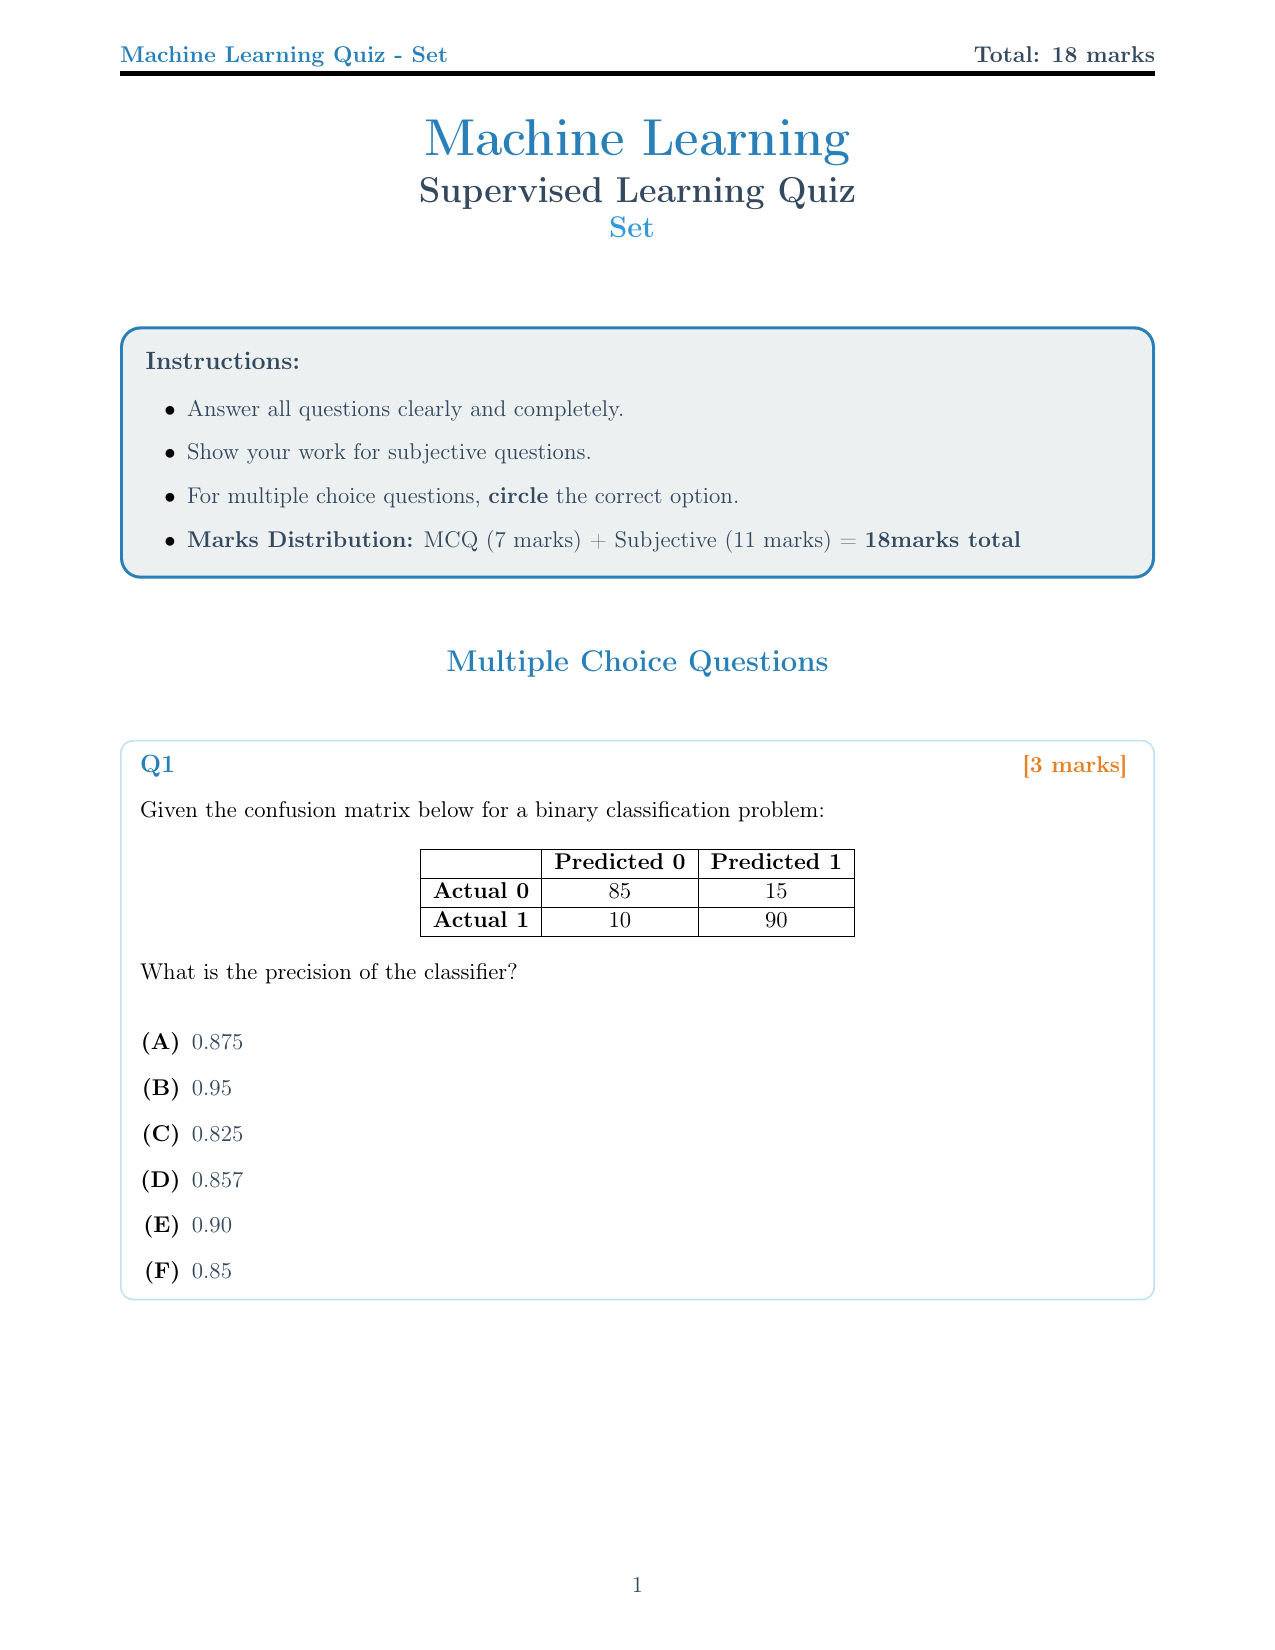 Machine Learning Quiz - Set
Total: 18 marks
Machine Learning
Supervised Learning Quiz
Set
Instructions:
• Answer all questions clearly and completely.
• Show your work for subjective questions.
• For multiple choice questions, circle the correct option.
• Marks Distribution: MCQ (7 marks) + Subjective (11 marks) = 18marks total
Multiple Choice Questions
Q1 [3 marks]
Given the confusion matrix below for a binary classification problem:
Predicted 0 Predicted 1
Actual 0 85 15
Actual 1 10 90
What is the precision of the classifier?
(A) 0.875
(B) 0.95
(C) 0.825
(D) 0.857
(E) 0.90
(F) 0.85
1